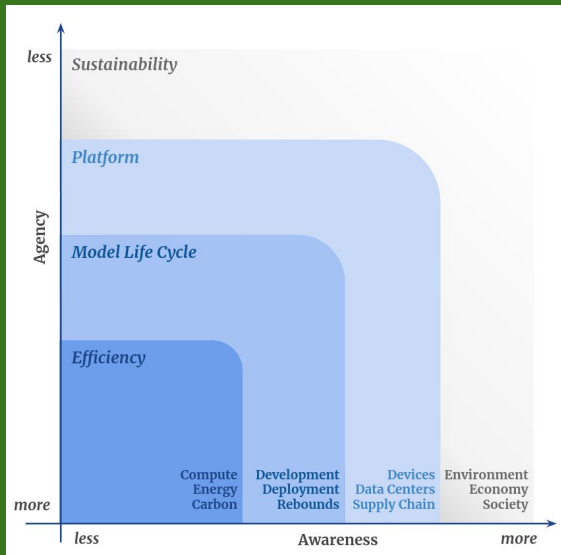 less
Sustainability
Platform
Agency
Model Life Cycle
Efficiency
Compute
Energy
Carbon
Development
Deployment
Rebounds
Devices
Data Centers
Supply Chain
Environment
Economy
Society
more
less
Awareness
more